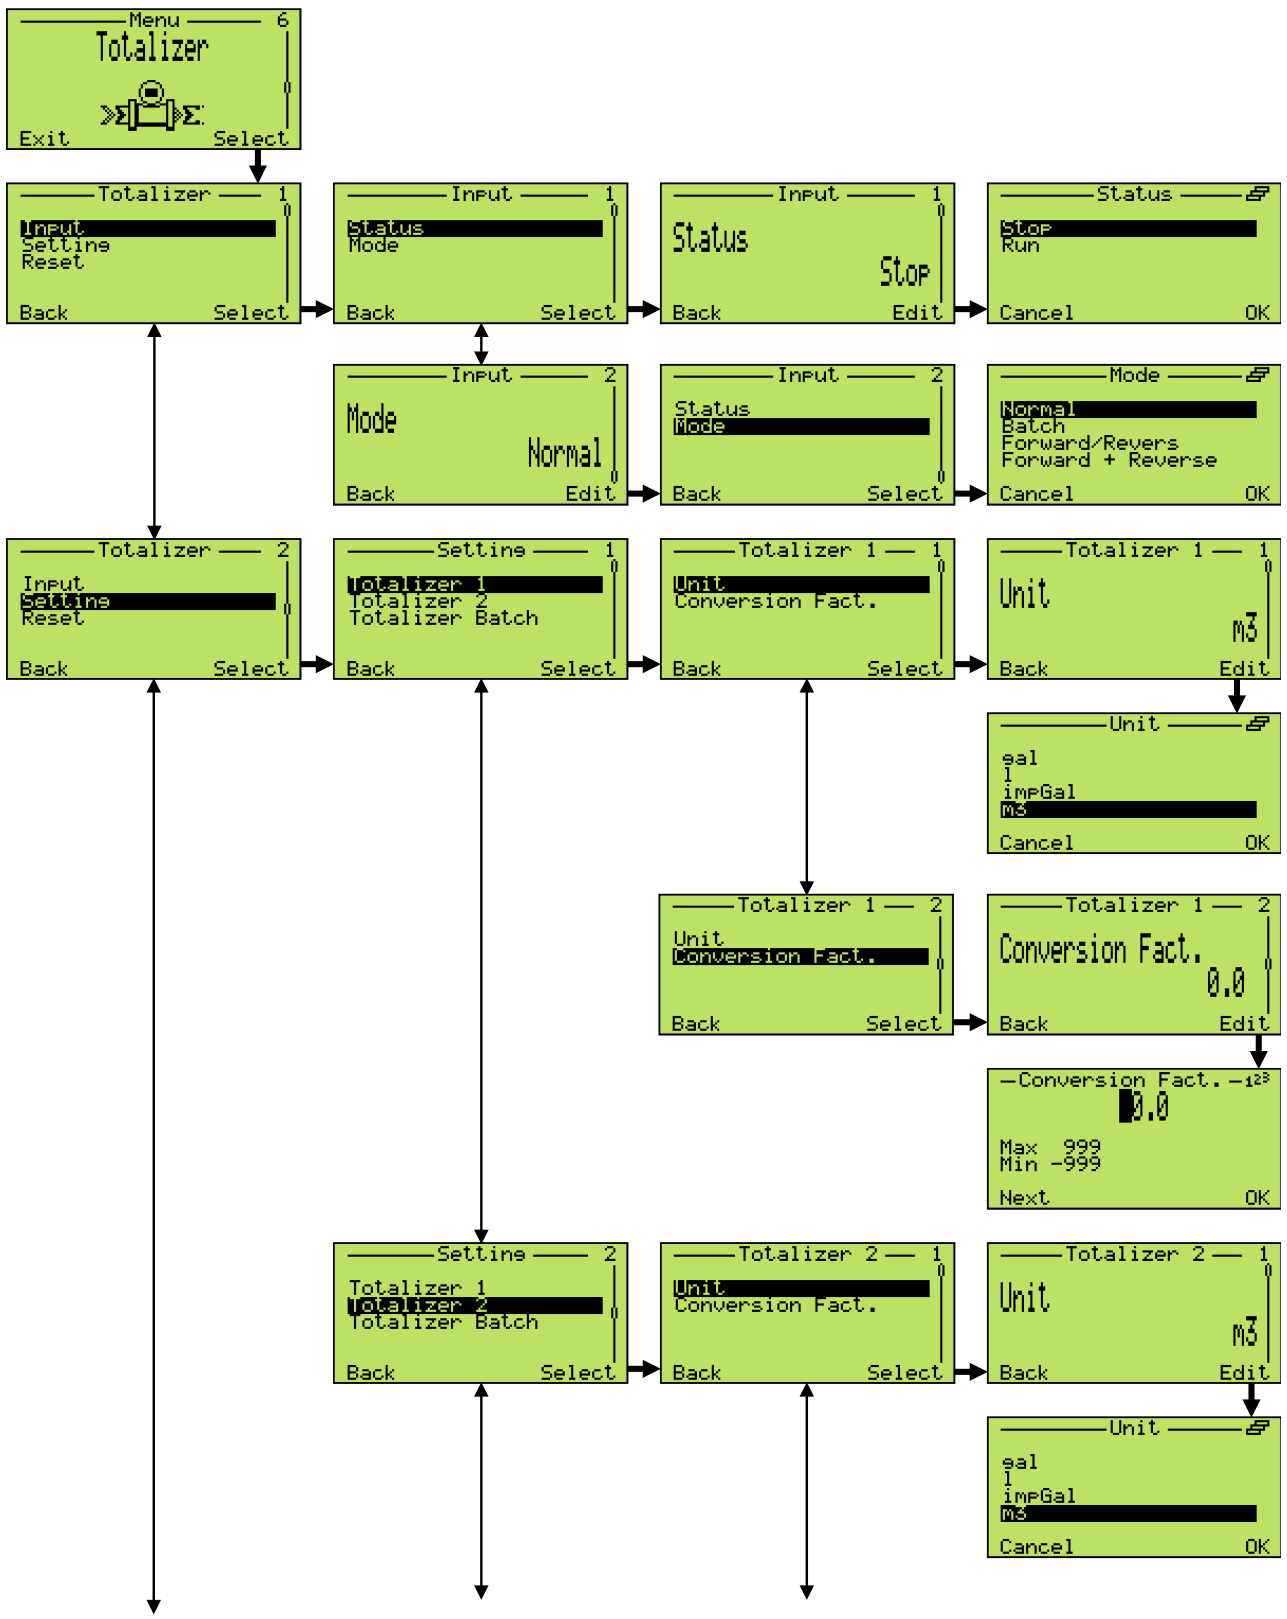 Menu 6
Totalizer
Exit Select
Totalizer 1
Input
Setting
Reset
Back Select
Input 1
Status
Mode
Back Select
Input 1
Status
Stop
Back Edit
Status
Stop
Run
Cancel OK
Input 2
Mode
Normal
Back Edit
Input 2
Status
Mode
Back Select
Mode
Normal
Batch
Forward/Revers
Forward + Reverse
Cancel OK
Totalizer 2
Input
Setting
Reset
Back Select
Setting 1
Totalizer 1
Totalizer 2
Totalizer Batch
Back Select
Totalizer 1 1
Unit
Conversion Fact.
Back Select
Totalizer 1 1
Unit
m3
Back Edit
Unit
gal
l
impGal
m3
Cancel OK
Totalizer 1 2
Unit
Conversion Fact.
Back Select
Totalizer 1 2
Conversion Fact.
0.0
Back Edit
Conversion Fact. 123
0.0
Max 999
Min -999
Next OK
Setting 2
Totalizer 1
Totalizer 2
Totalizer Batch
Back Select
Totalizer 2 1
Unit
Conversion Fact.
Back Select
Totalizer 2 1
Unit
m3
Back Edit
Unit
gal
l
impGal
m3
Cancel OK